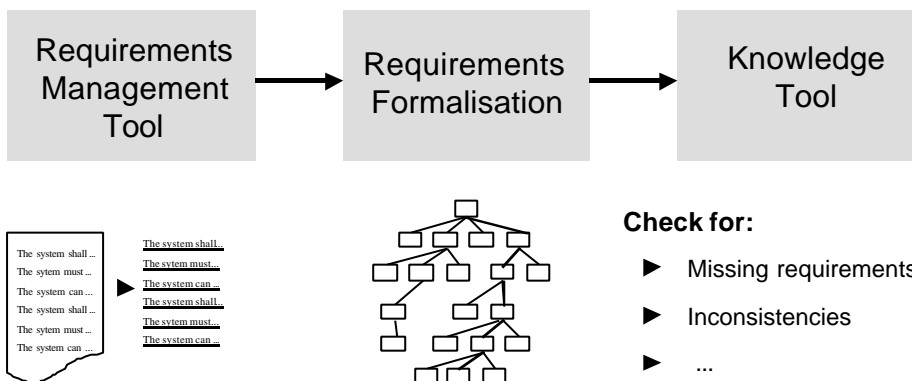 Requirements
Management
Tool
Requirements
Formalisation
Knowledge
Tool
The system shall ...
The sytem must ...
The system can ...
The system shall ...
The sytem must ...
The system can ...
The system shall...
The sytem must...
The system can ...
The system shall...
The sytem must...
The system can ...
Check for:
Missing requirements
Inconsistencies
...